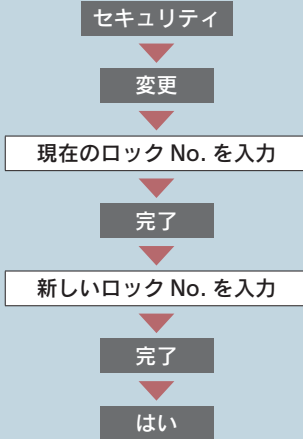 セキュリティ
変更
現在のロック No. を入力
完了
新しいロック No. を入力
完了
はい